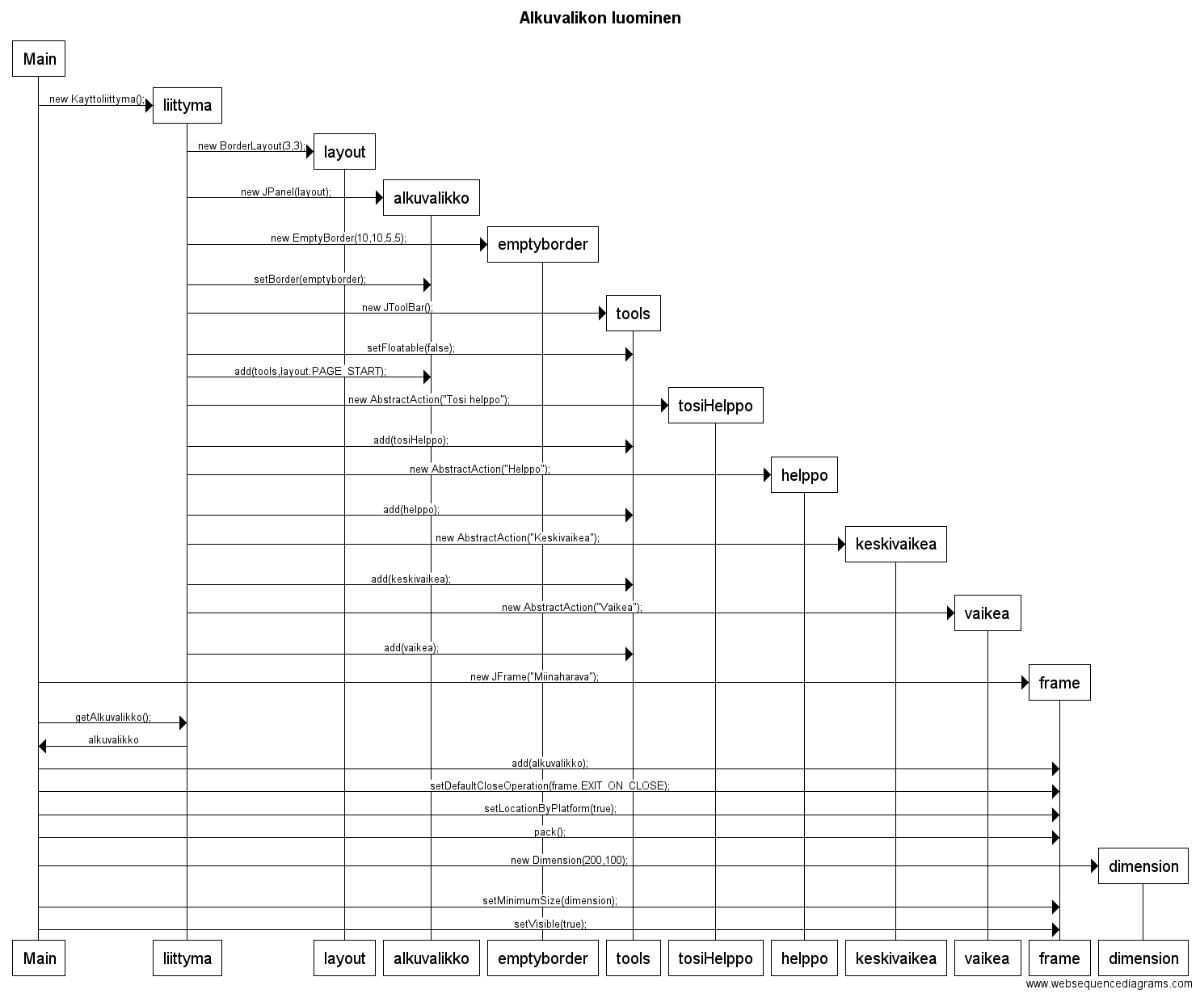 Alkuvalikon luominen
Main
new Kayttoliittyma();
liittyma
new BorderLayout(3,3);
layout
new JPanel(layout);
alkuvalikko
new EmptyBorder(10,10,5,5);
emptyborder
setBorder(emptyborder);
new JToolBar();
tools
setFloatable(false);
add(tools,layout.PAGE_START);
new AbstractAction("Tosi helppo");
tosiHelppo
add(tosiHelppo);
new AbstractAction("Helppo");
helppo
add(helppo);
new AbstractAction("Keskivaikea");
keskivaikea
add(keskivaikea);
new AbstractAction("Vaikea");
vaikea
add(vaikea);
new JFrame("Miinaharava");
frame
getAlkuvalikko();
alkuvalikko
add(alkuvalikko);
setDefaultCloseOperation(frame.EXIT_ON_CLOSE);
setLocationByPlatform(true);
pack();
new Dimension(200,100);
dimension
setMinimumSize(dimension);
setVisible(true);
Main liittyma layout alkuvalikko emptyborder tools tosiHelppo helppo keskivaikea vaikea frame dimension
www.websequencediagrams.com